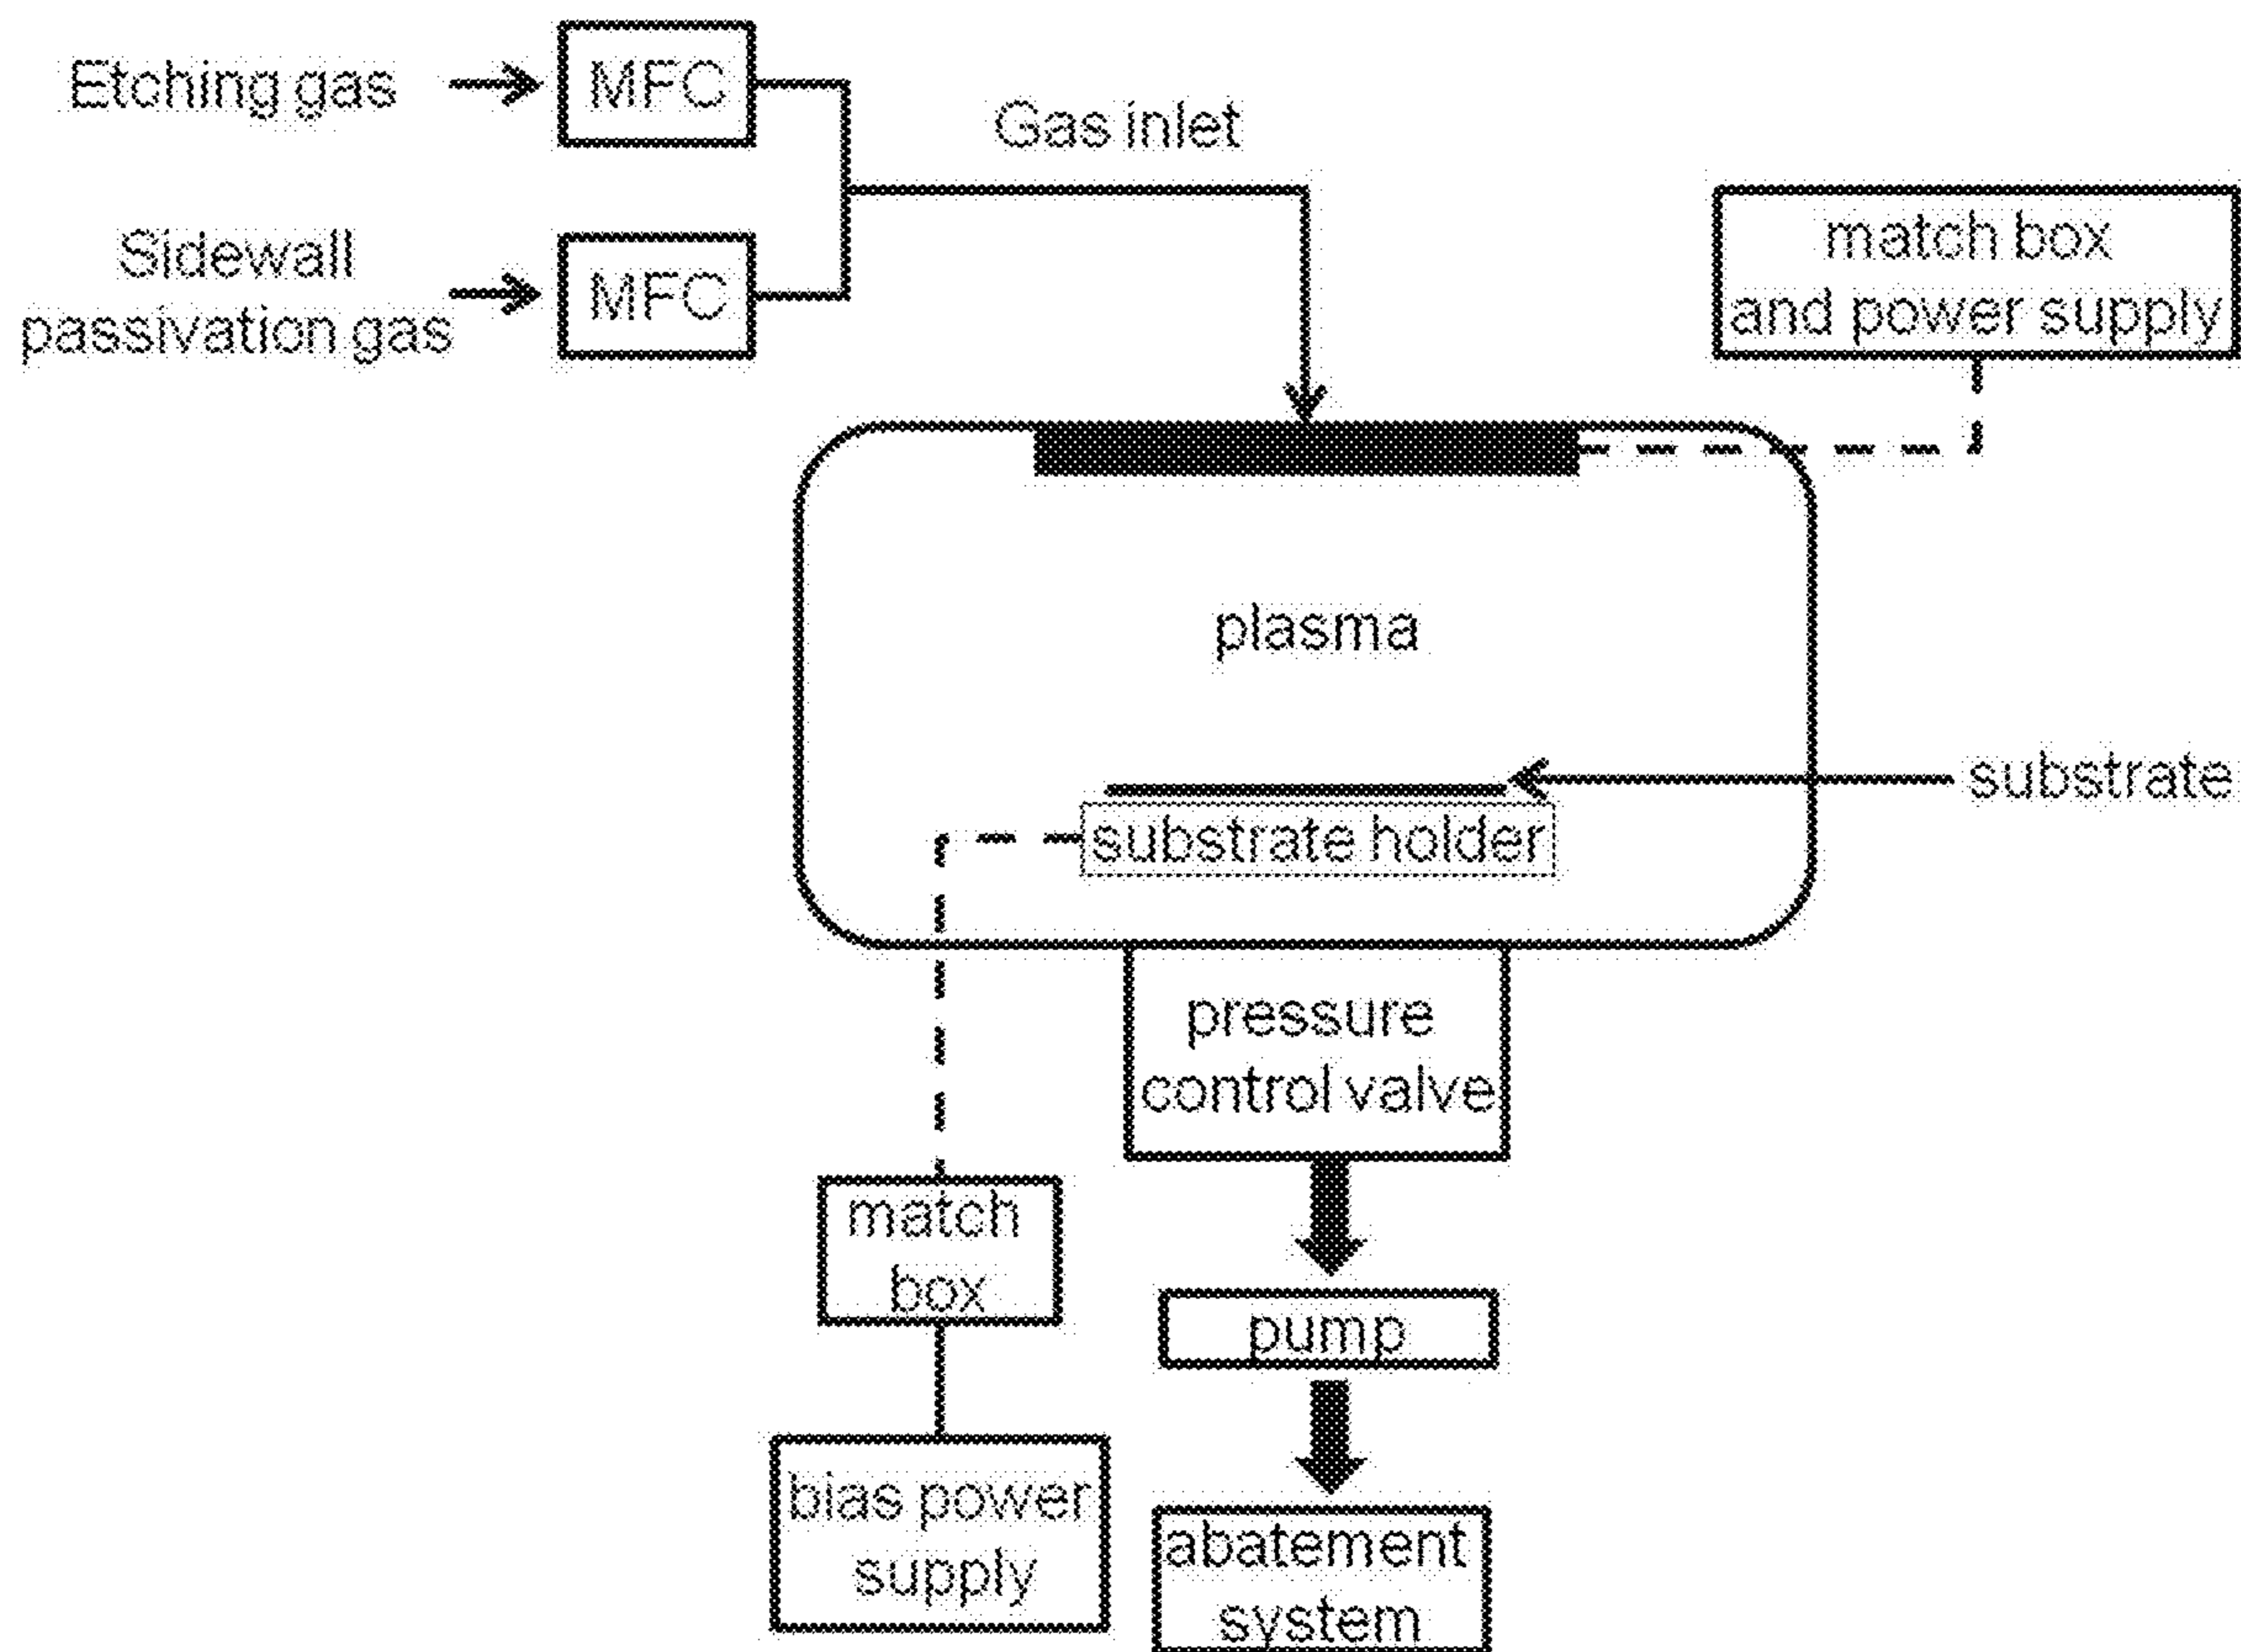 Etching gas
MFC
Gas inlet
Sidewall
passivation gas
MFC
match box
and power supply
plasma
substrate
substrate holder
pressure
control valve
match
box
pump
bias power
supply
abatement
system